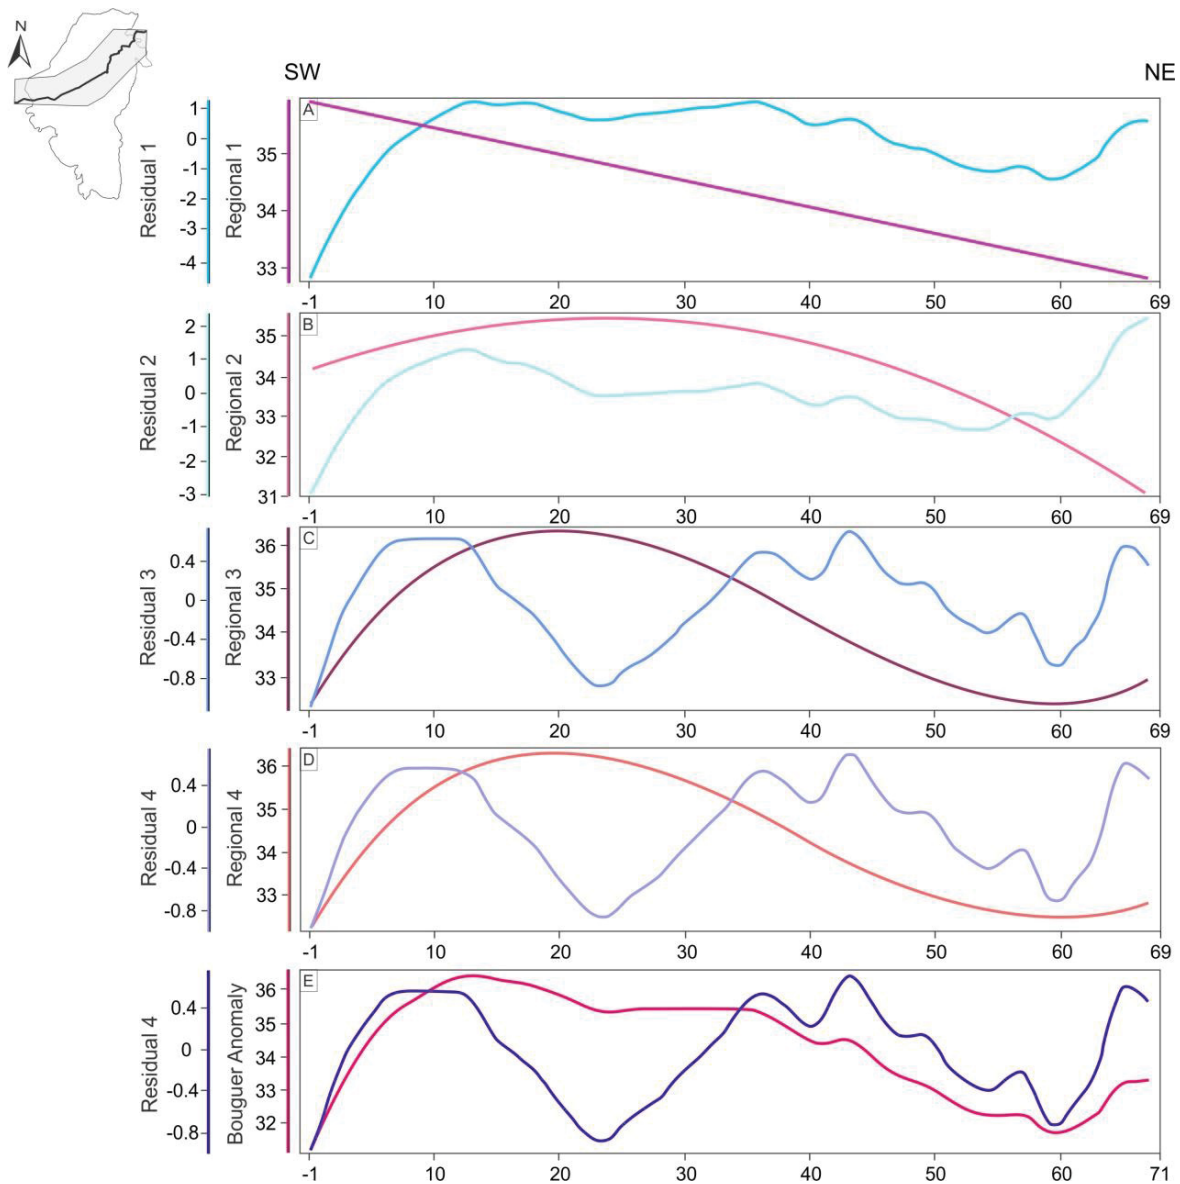 N
SW NE
A
Residual 1
1
0
-1
-2
-3
-4
Regional 1
35
34
33
-1 10 20 30 40 50 60 69
B
Residual 2
2
1
0
-1
-2
-3
Regional 2
35
34
33
32
31
-1 10 20 30 40 50 60 69
C
Residual 3
0.4
0
-0.4
-0.8
Regional 3
36
35
34
33
-1 10 20 30 40 50 60 69
D
Residual 4
0.4
0
-0.4
-0.8
Regional 4
36
35
34
33
-1 10 20 30 40 50 60 69
E
Residual 4
0.4
0
-0.4
-0.8
Bouguer Anomaly
36
35
34
33
32
-1 10 20 30 40 50 60 71